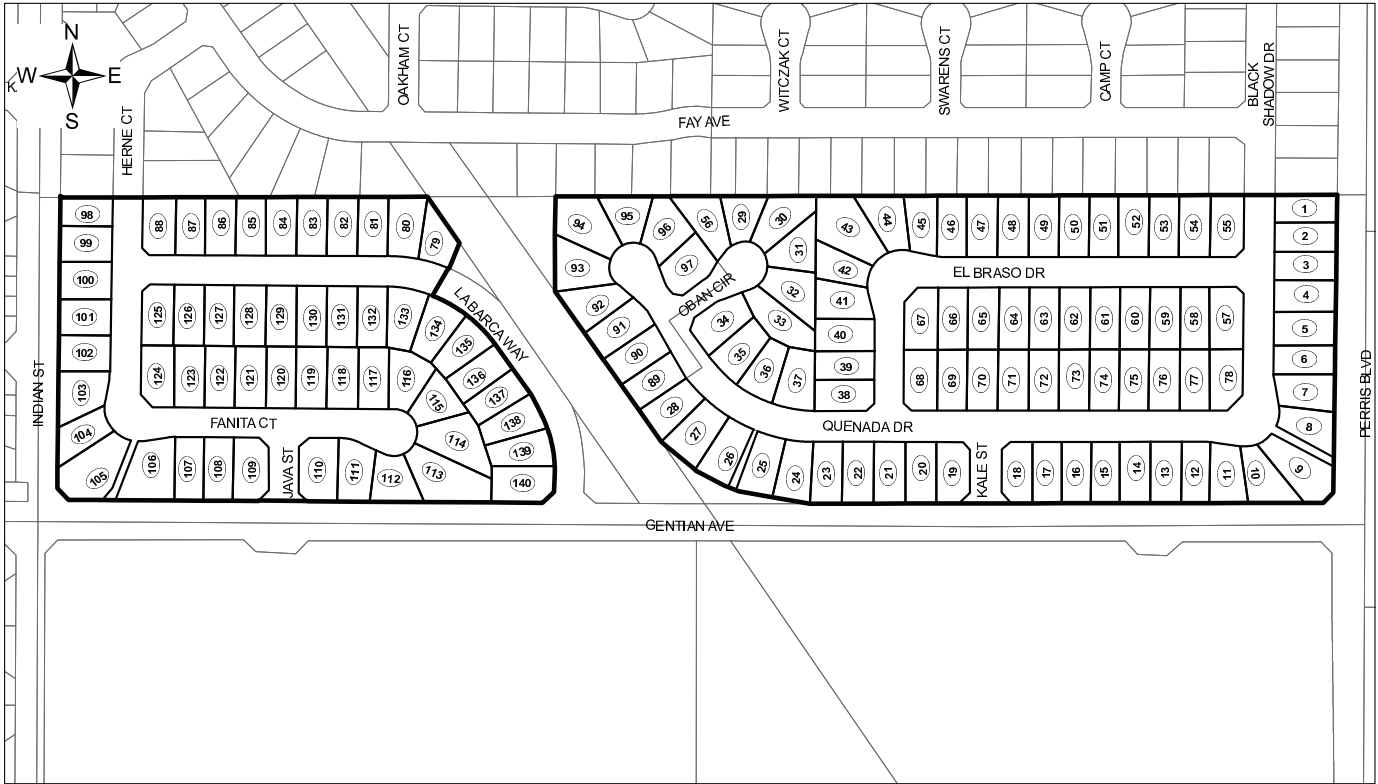 N
W E
S
K
HERNE CT
OAKHAM CT
WITCZAK CT
SWARENS CT
CAMP CT
BLACK
SHADOW DR
FAY AVE
98
88 87 86 85 84 83 82 81 80 79
99
100
101
102
103
104
105
125 126 127 128 129 130 131 132 133 134 135 136 137 138 139 140
124 123 122 121 120 119 118 117 116 115 114 113 112 111 110
FANITA CT
106 107 108 109
JAVA ST
LABARCA WAY
INDIAN ST
94 95 96 56 29 30
93 97 31
92 91 90 89 28 27 26 25 24 23 22 21 20 19
OBAN CIR
32 33 34 35 36 37
43 44 45 46 47 48 49 50 51 52 53 54 55
42
41
40
39
38
EL BRASO DR
67 66 65 64 63 62 61 60 59 58 57
68 69 70 71 72 73 74 75 76 77 78
QUENADA DR
KALE ST
18 17 16 15 14 13 12 11 10 9
1
2
3
4
5
6
7
8
PERRIS BLVD
GENTIAN AVE